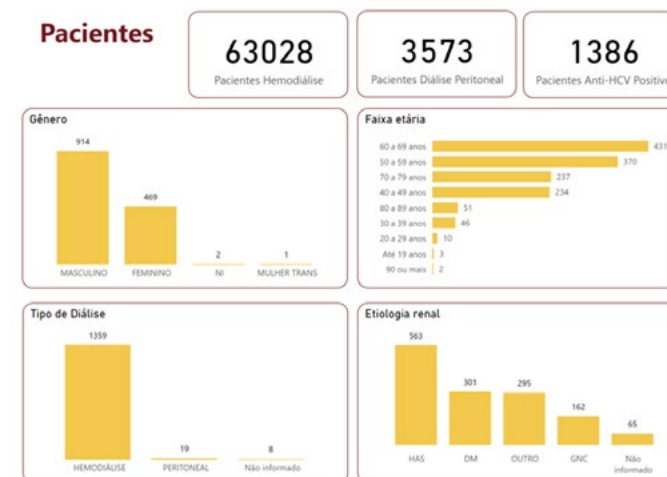 Pacientes
63028
Pacientes Hemodiálise
3573
Pacientes Diálise Peritoneal
1386
Pacientes Anti-HCV Positivo
Gênero
914
469
2
1
MASCULINO FEMININO NI MULHER TRANS
Faixa etária
60 a 69 anos 431
50 a 59 anos 370
70 a 79 anos 237
40 a 49 anos 234
80 a 89 anos 51
30 a 39 anos 46
20 a 29 anos 10
Até 19 anos 3
90 ou mais 2
Tipo de Diálise
1359
19
8
HEMODIÁLISE PERITONEAL Não informado
Etiologia renal
563
301
295
162
65
HAS DM OUTRO GNC Não
informado